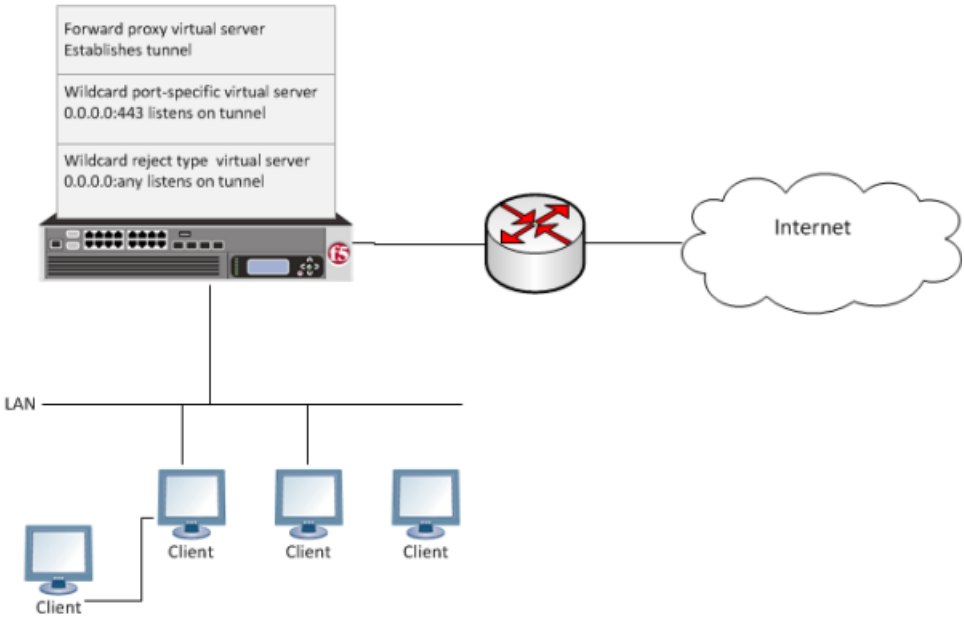 Forward proxy virtual server
Establishes tunnel
Wildcard port-specific virtual server
0.0.0.0:443 listens on tunnel
Wildcard reject type virtual server
0.0.0.0:any listens on tunnel
f5
Internet
LAN
Client
Client
Client
Client